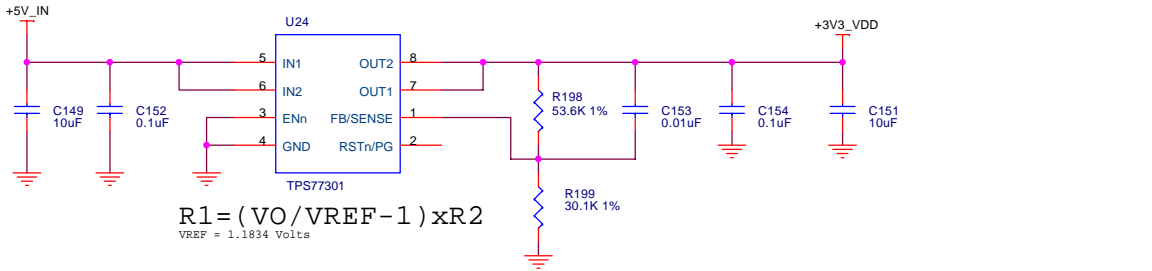 +5V_IN
U24
+3V3_VDD
5 IN1 OUT2 8
6 IN2 OUT1 7
3 ENn FB/SENSE 1
4 GND RSTn/PG 2
TPS77301
C149
10uF
C152
0.1uF
R198
53.6K 1%
C153
0.01uF
C154
0.1uF
C151
10uF
R199
30.1K 1%
R1=(VO/VREF-1)xR2
VREF = 1.1834 Volts